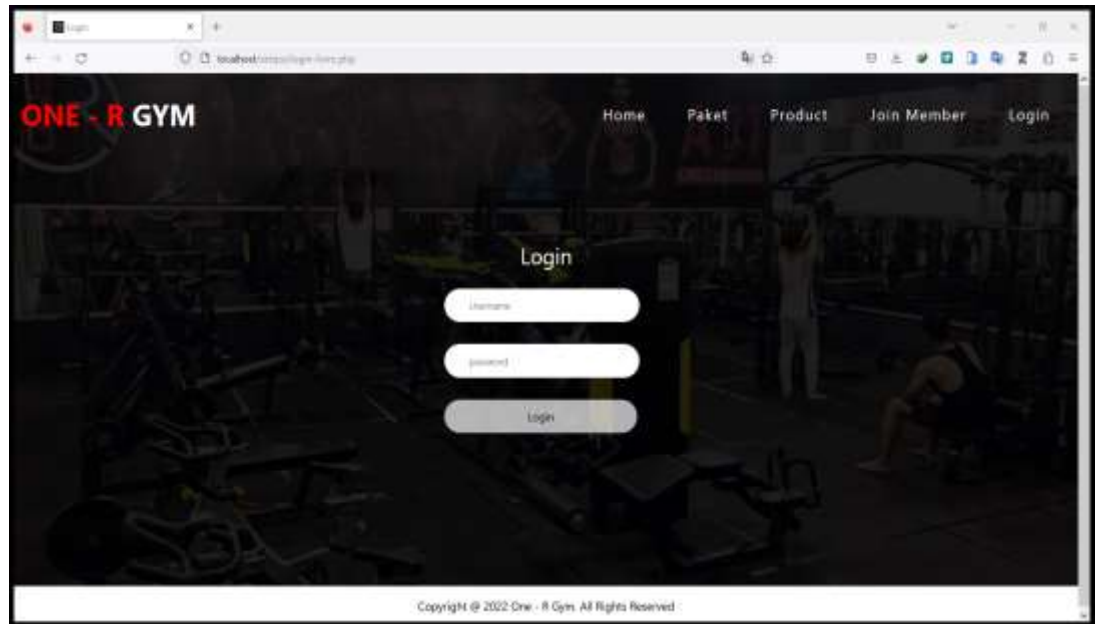 Login
localhost
ONE - R GYM
Home Paket Product Join Member Login
Login
Username
password
Login
Copyright @ 2022 One - R Gym. All Rights Reserved